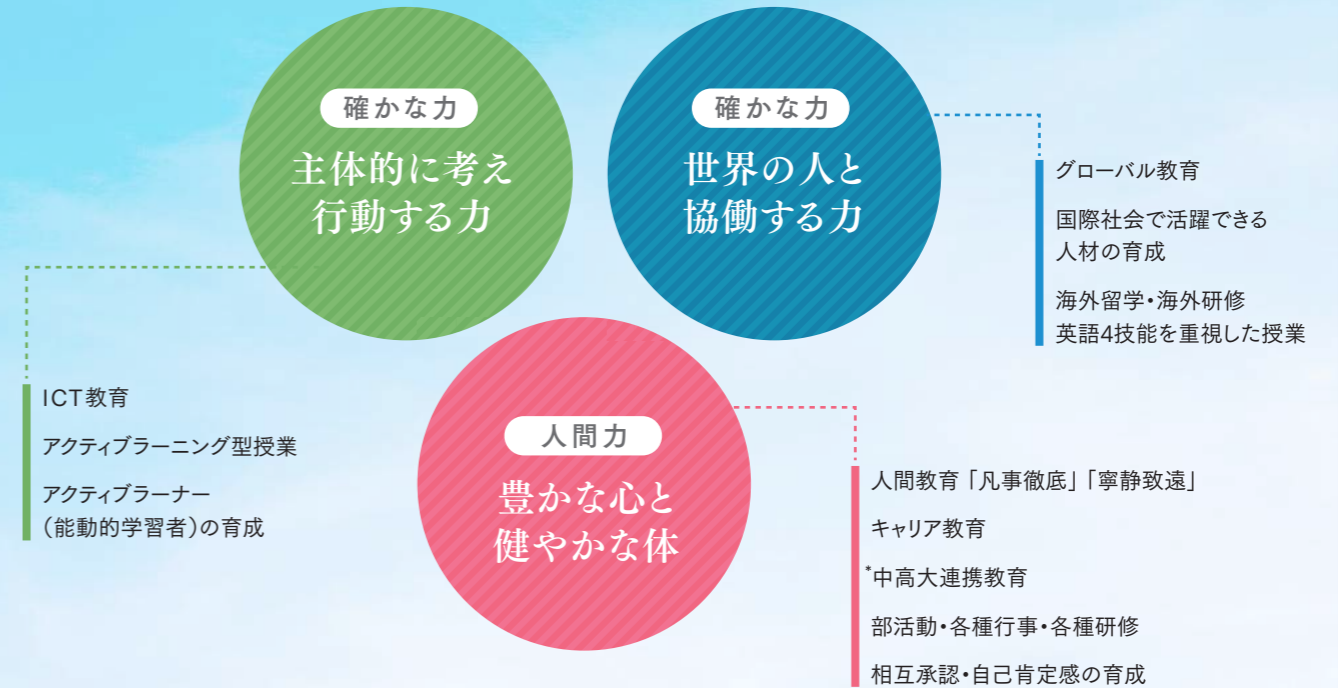 確かな力
主体的に考え
行動する力
確かな力
世界の人と
協働する力
グローバル教育
国際社会で活躍できる
人材の育成
海外留学・海外研修
英語4技能を重視した授業
ICT教育
アクティブラーニング型授業
アクティブラーナー
（能動的学習者）の育成
人間力
豊かな心と
健やかな体
人間教育「凡事徹底」「寧静致遠」
キャリア教育
*中高大連携教育
部活動・各種行事・各種研修
相互承認・自己肯定感の育成